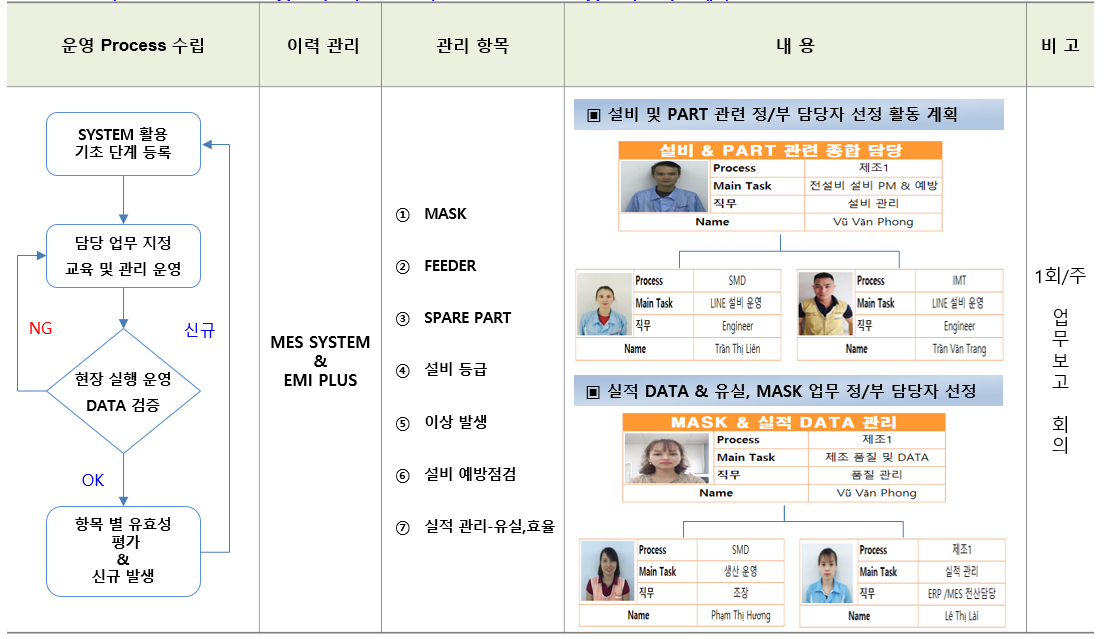 운영 Process 수립
이력 관리
관리 항목
내 용
비 고
SYSTEM 활용
기초 단계 등록
담당 업무 지정
교육 및 관리 운영
NG
신규
현장 실행 운영
DATA 검증
OK
항목 별 유효성
평가
&
신규 발생
MES SYSTEM
&
EMI PLUS
① MASK
② FEEDER
③ SPARE PART
④ 설비 등급
⑤ 이상 발생
⑥ 설비 예방점검
⑦ 실적 관리-유실,효율
▣ 설비 및 PART 관련 정/부 담당자 선정 활동 계획
설비 & PART 관련 종합 담당
Process 제조1
Main Task 전설비 설비 PM & 예방
직무 설비 관리
Name Vũ Văn Phong
Process SMD
Main Task LINE 설비 운영
직무 Engineer
Name Trần Thị Liên
Process IMT
Main Task LINE 설비 운영
직무 Engineer
Name Trần Văn Trang
▣ 실적 DATA & 유실, MASK 업무 정/부 담당자 선정
MASK & 실적 DATA 관리
Process 제조1
Main Task 제조 품질 및 DATA
직무 품질 관리
Name Vũ Văn Phong
Process SMD
Main Task 생산 운영
직무 조장
Name Phạm Thị Hương
Process 제조1
Main Task 실적 관리
직무 ERP /MES 전산담당
Name Lê Thị Lài
1회/주
업무보고
회의